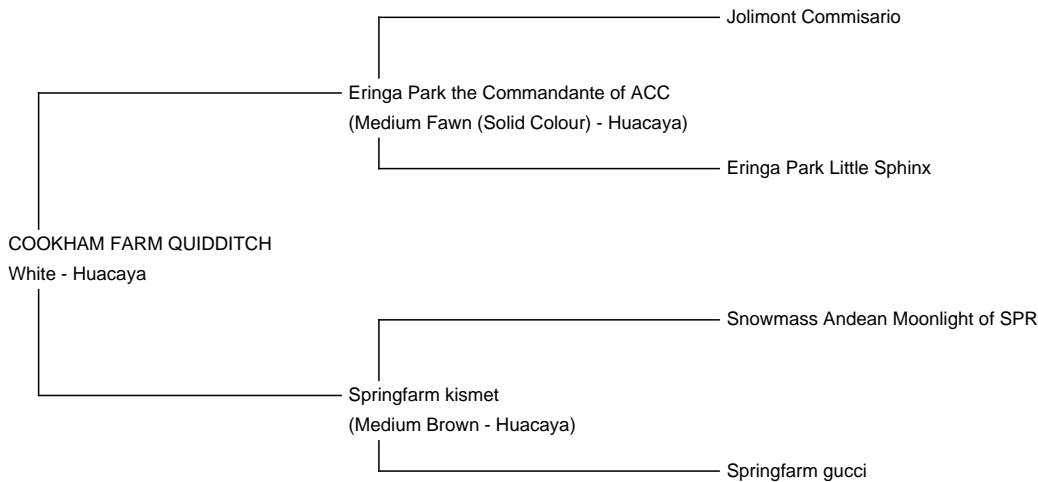 Jolimont Commisario
Eringa Park the Commandante of ACC
(Medium Fawn (Solid Colour) - Huacaya)
Eringa Park Little Sphinx
COOKHAM FARM QUIDDITCH
White - Huacaya
Snowmass Andean Moonlight of SPR
Springfarm kismet
(Medium Brown - Huacaya)
Springfarm gucci